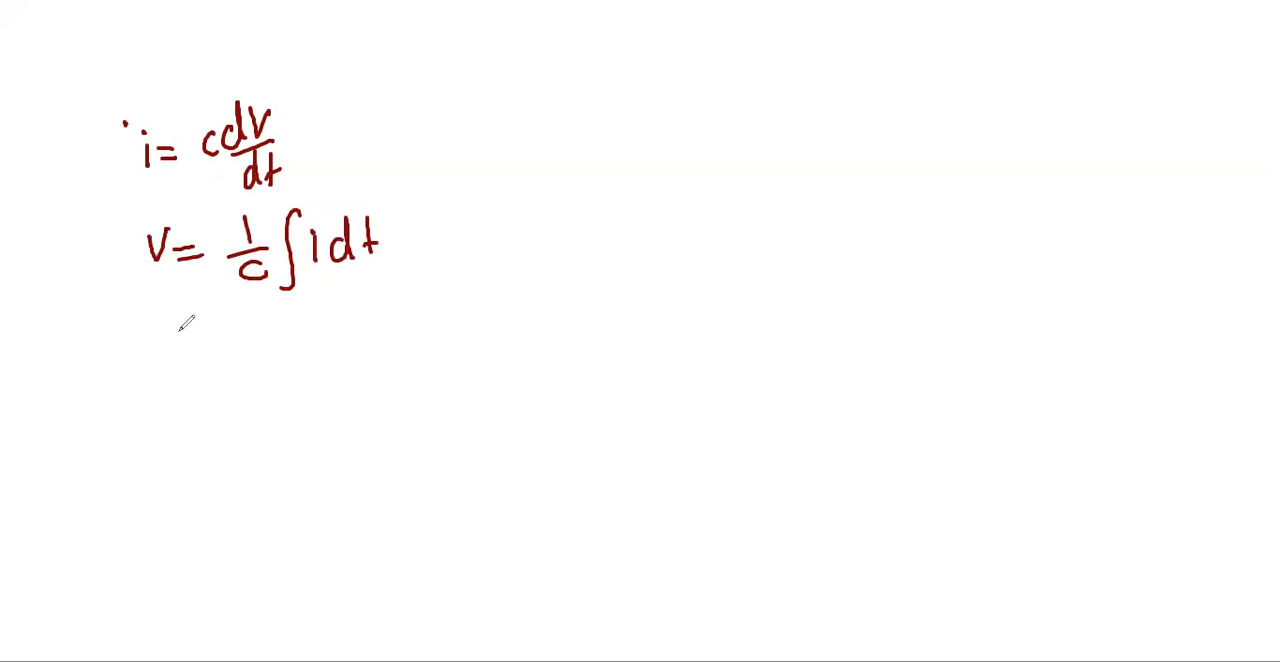 i = c dv/dt
v = 1/c ∫ i dt